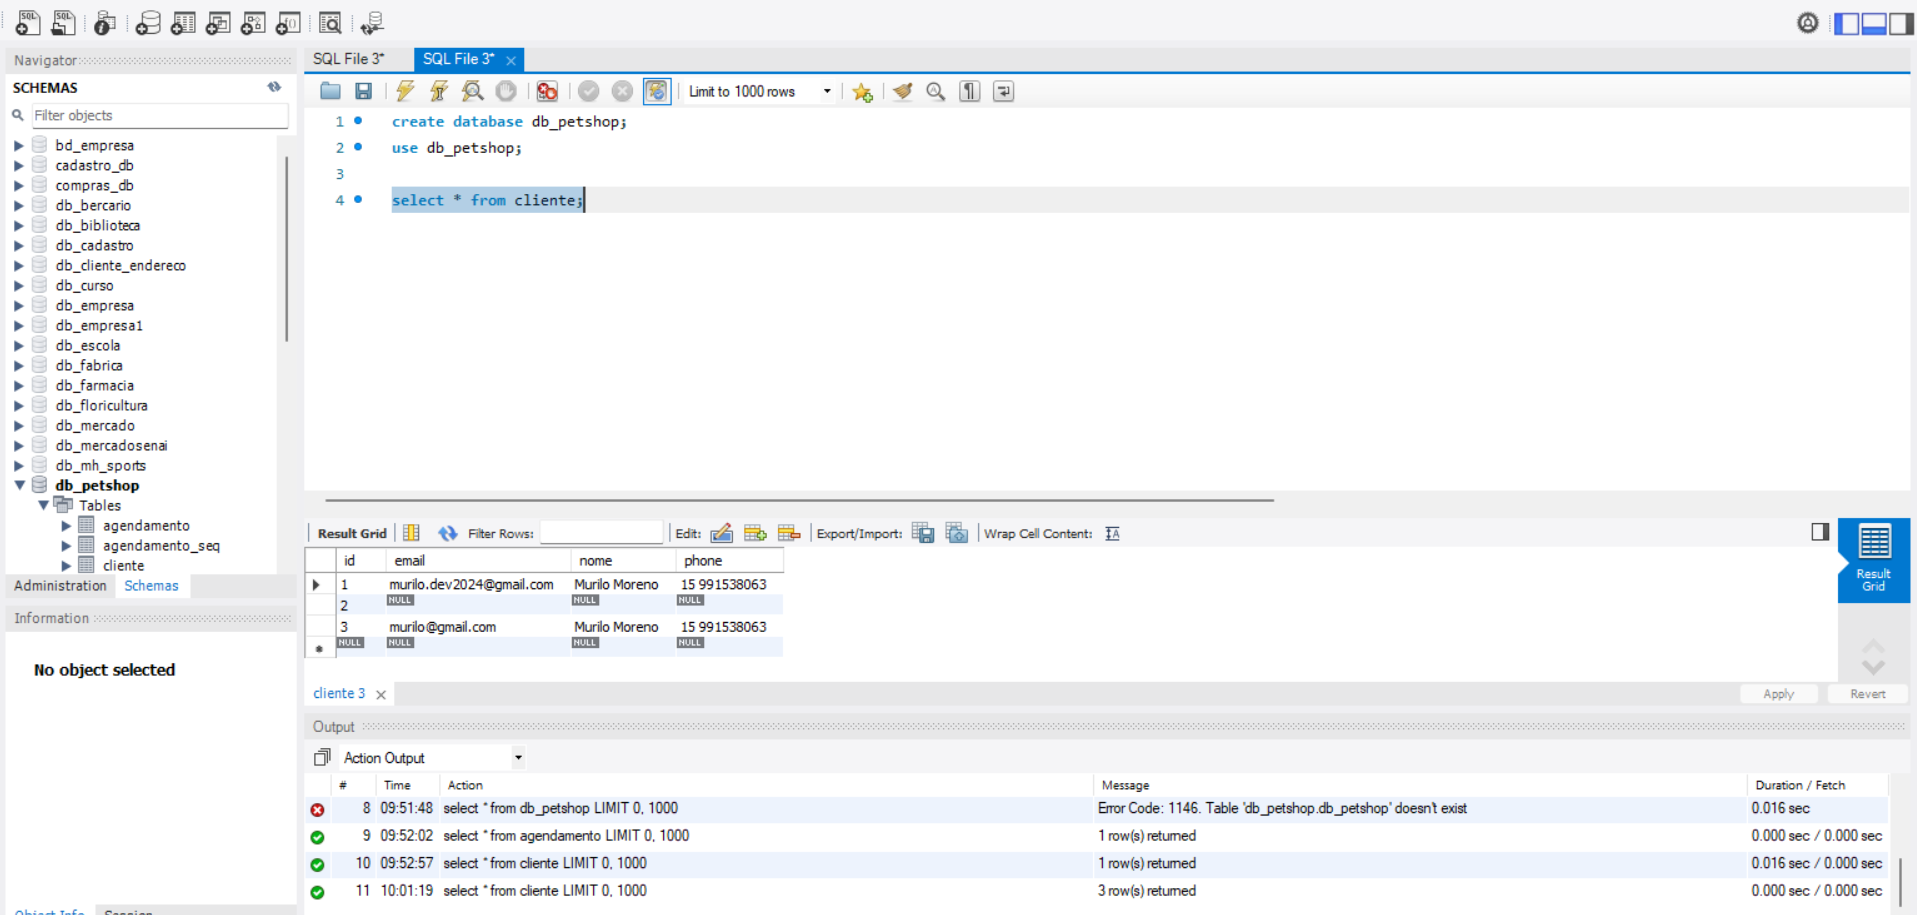 SQL SQL
Navigator
SCHEMAS
Filter objects
bd_empresa
cadastro_db
compras_db
db_bercario
db_biblioteca
db_cadastro
db_cliente_endereco
db_curso
db_empresa
db_empresa1
db_escola
db_fabrica
db_farmacia
db_floricultura
db_mercado
db_mercadosenai
db_mh_sports
db_petshop
Tables
agendamento
agendamento_seq
cliente
Administration Schemas
Information
No object selected
Object Info Session
SQL File 3* SQL File 3*
Limit to 1000 rows
1 create database db_petshop;
2 use db_petshop;
3
4 select * from cliente;
Result Grid Filter Rows: Edit: Export/Import: Wrap Cell Content:
id email nome phone
1 murilo.dev2024@gmail.com Murilo Moreno 15 991538063
2 NULL NULL NULL
3 murilo@gmail.com Murilo Moreno 15 991538063
NULL NULL NULL NULL
Result
Grid
cliente 3 Apply Revert
Output
Action Output
# Time Action Message Duration / Fetch
8 09:51:48 select * from db_petshop LIMIT 0, 1000 Error Code: 1146. Table 'db_petshop.db_petshop' doesn't exist 0.016 sec
9 09:52:02 select * from agendamento LIMIT 0, 1000 1 row(s) returned 0.000 sec / 0.000 sec
10 09:52:57 select * from cliente LIMIT 0, 1000 1 row(s) returned 0.016 sec / 0.000 sec
11 10:01:19 select * from cliente LIMIT 0, 1000 3 row(s) returned 0.000 sec / 0.000 sec